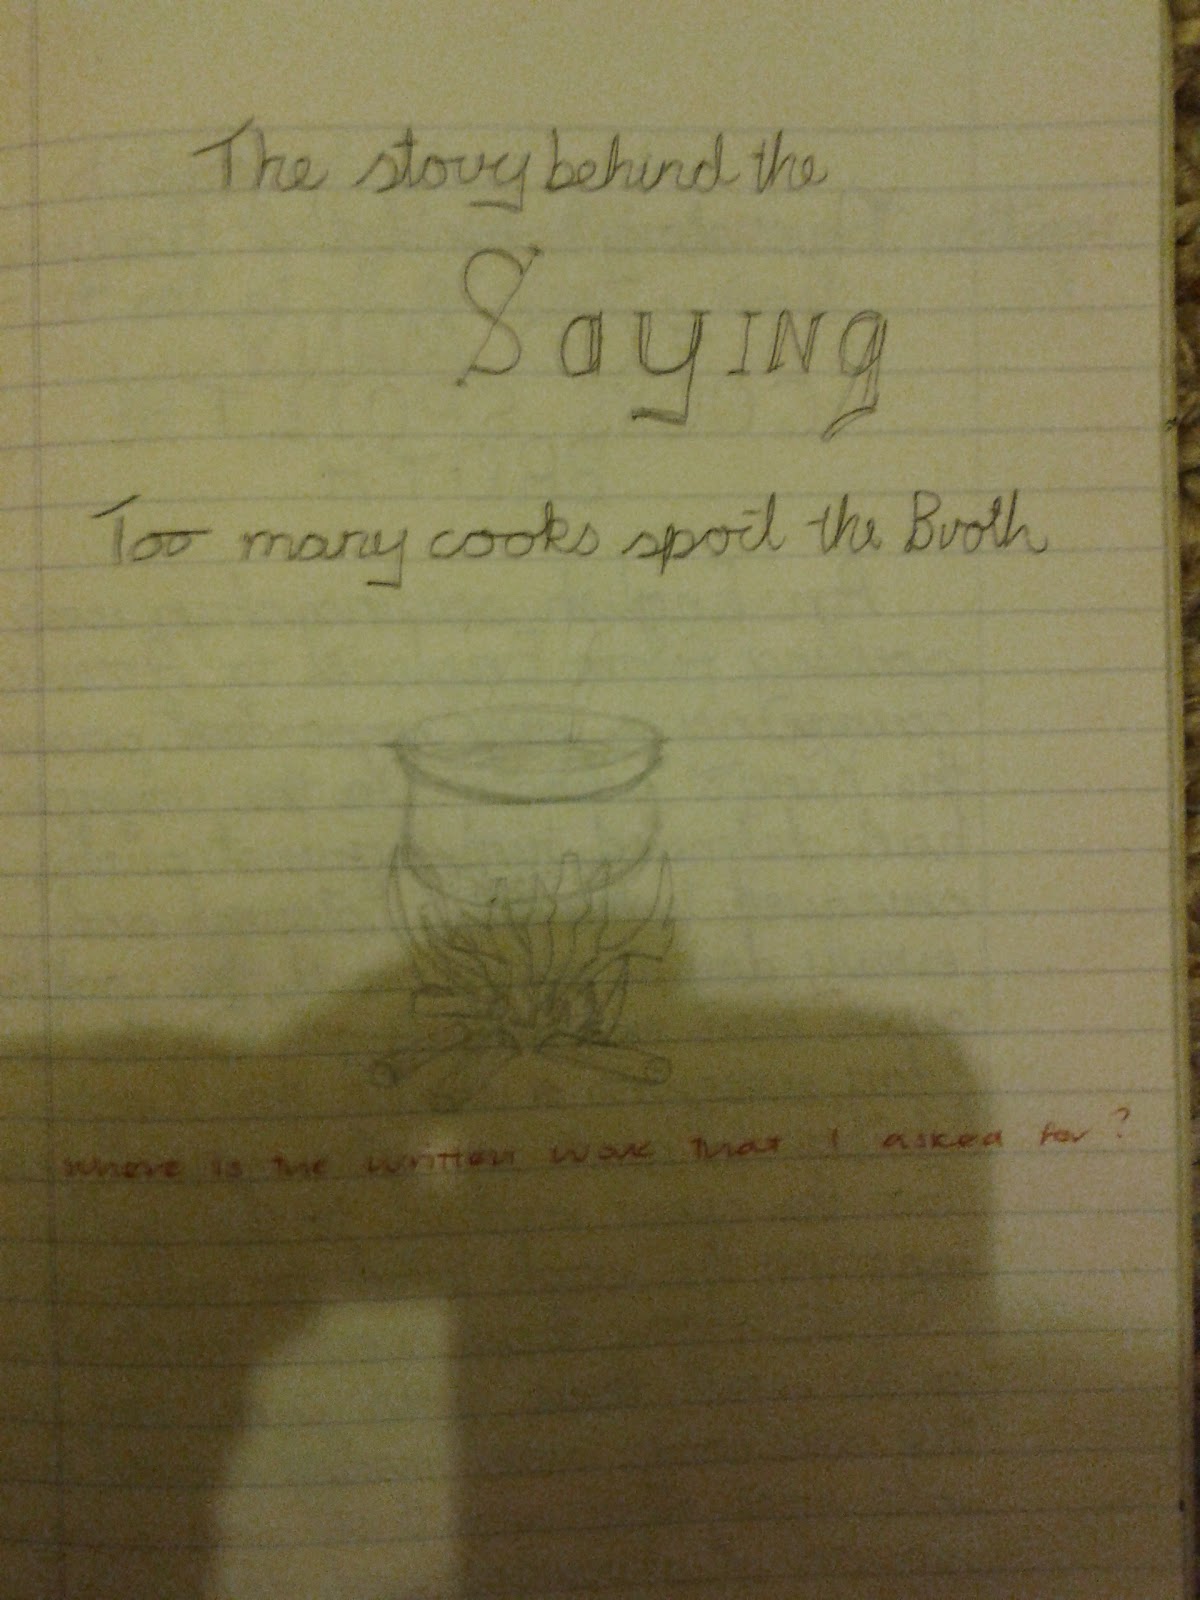 The story behind the
SayING
Too many cooks spoil the Broth
Where is the written work that I asked for?